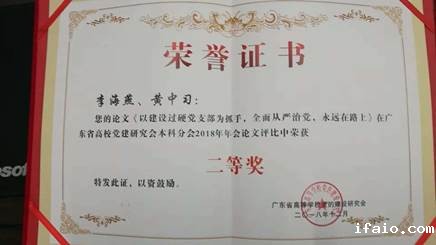 荣誉证书
李海燕、黄中习：
您的论文《以建设过硬党支部为抓手，全面从严治党，永远在路上》在广
东省高校党建研究会本科分会2018年年会论文评比中荣获
二等奖
特发此证，以资鼓励。
广东省高等学校党的建设研究会
二〇一八年十二月
osoft
ifaio.com